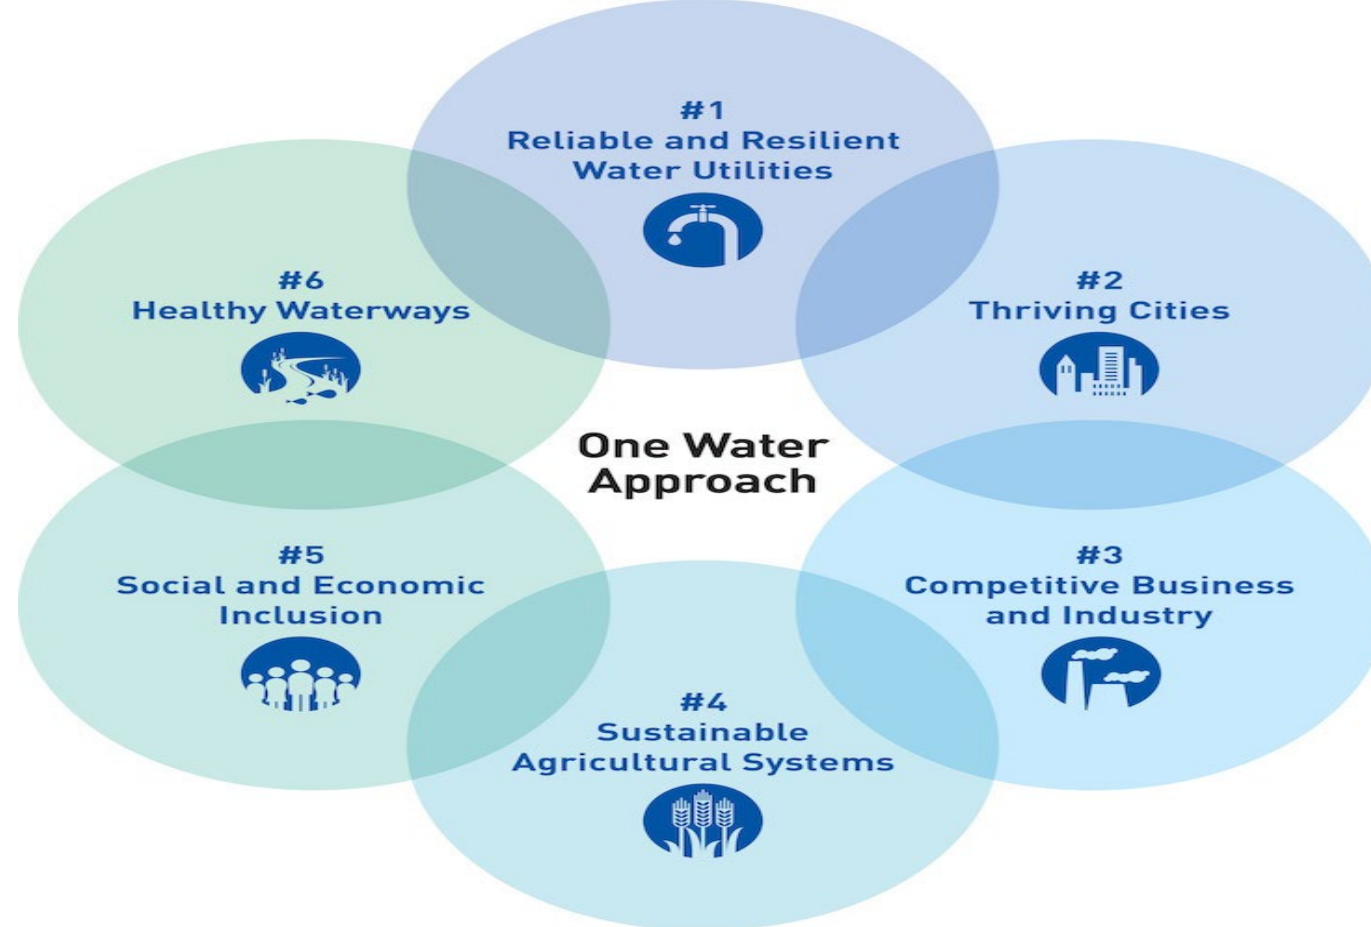 #1
Reliable and Resilient
Water Utilities
#2
Thriving Cities
#3
Competitive Business
and Industry
#4
Sustainable
Agricultural Systems
#5
Social and Economic
Inclusion
#6
Healthy Waterways
One Water
Approach